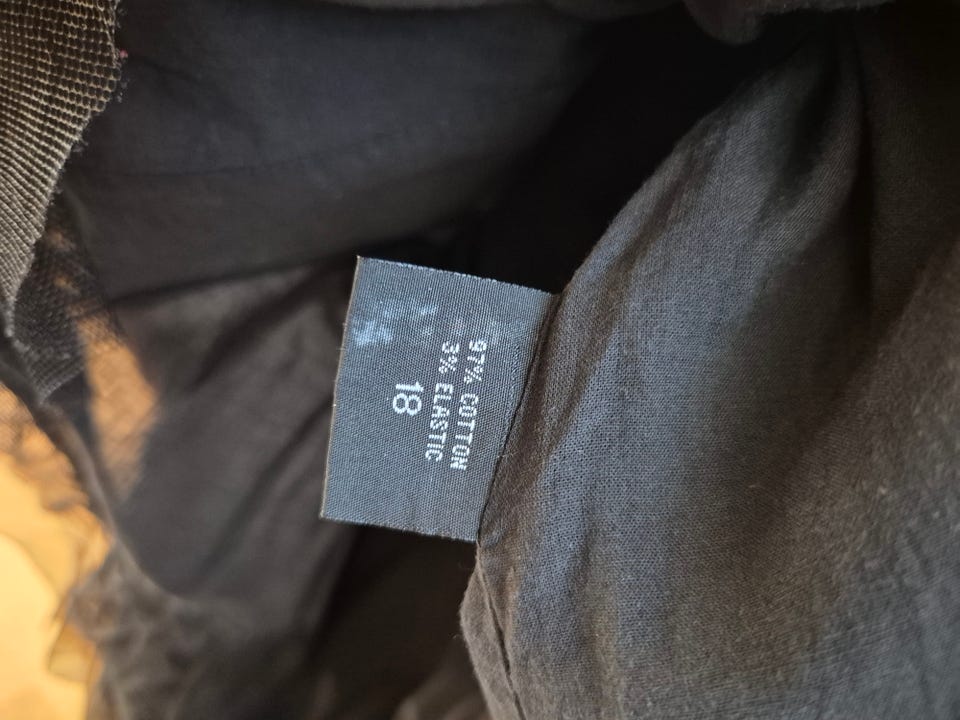 97% COTTON
3% ELASTIC
18